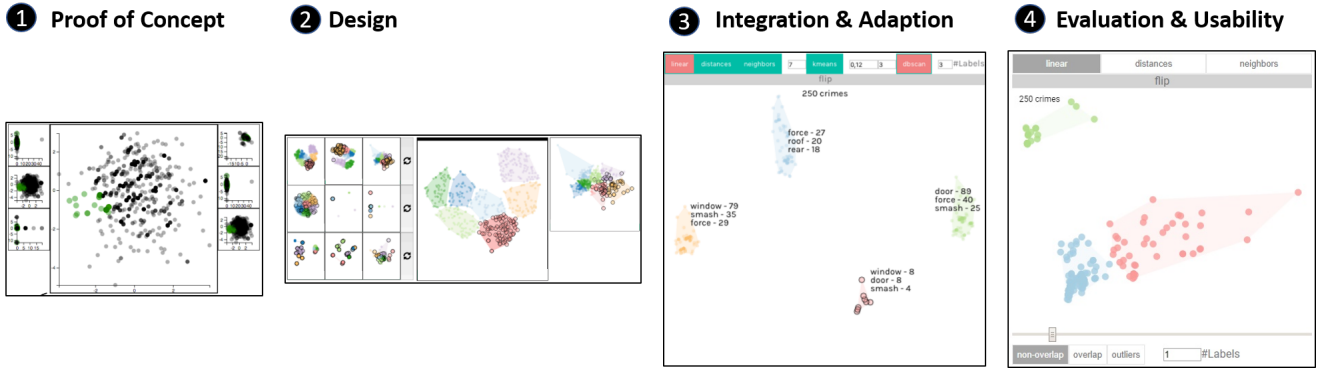 1 Proof of Concept
2 Design
3 Integration & Adaption
4 Evaluation & Usability
linear distances neighbors 7 kmeans 0,12 3 dbscan 3 #Labels
flip
250 crimes
force - 27
roof - 20
rear - 18
door - 89
force - 40
smash - 25
window - 79
smash - 35
force - 29
window - 8
door - 8
smash - 4
linear distances neighbors
flip
250 crimes
non-overlap overlap outliers 1 #Labels